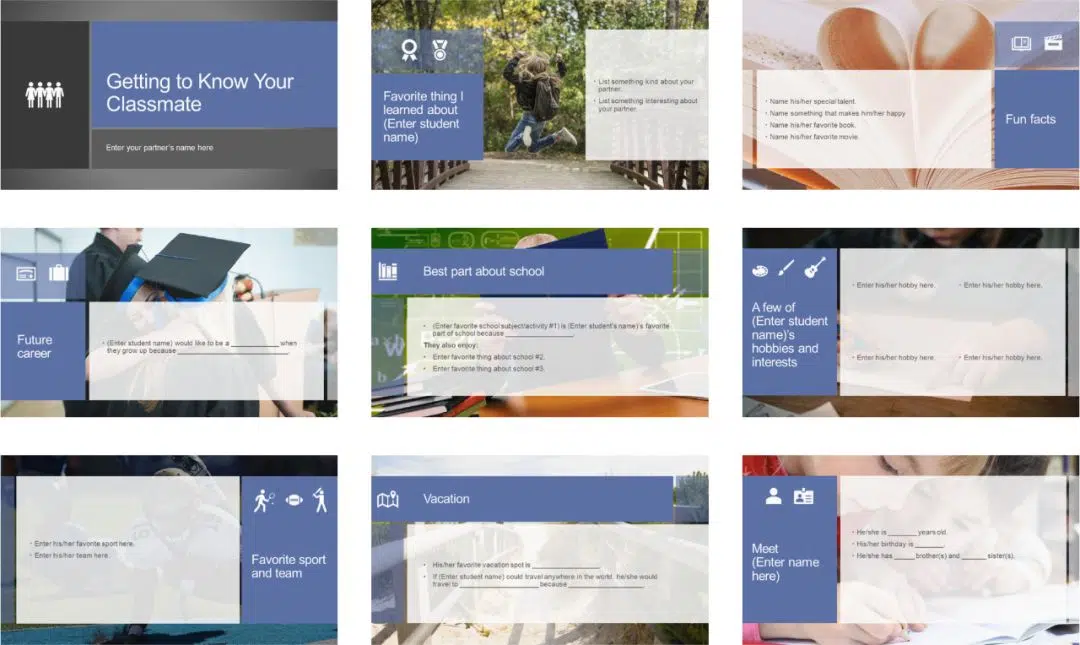 Getting to Know Your
Classmate
Enter your partner's name here
Favorite thing I
learned about
(Enter student
name)
• List something kind about your
partner.
• List something interesting about
your partner.
• Name his/her special talent.
• Name something that makes him/her happy
• Name his/her favorite book.
• Name his/her favorite movie.
Fun facts
Future
career
• (Enter student name) would like to be a ____________ when
they grow up because ____________________________.
Best part about school
• (Enter favorite school subject/activity #1) is (Enter student's name)'s favorite
part of school because _________________.
They also enjoy:
• Enter favorite thing about school #2.
• Enter favorite thing about school #3.
A few of
(Enter student
name)'s
hobbies and
interests
• Enter his/her hobby here. • Enter his/her hobby here.
• Enter his/her hobby here. • Enter his/her hobby here.
• Enter his/her favorite sport here.
• Enter his/her team here.
Favorite sport
and team
Vacation
• His/her favorite vacation spot is _________________.
• If (Enter student name) could travel anywhere in the world, he/she would
travel to ____________________ because ___________________.
Meet
(Enter name
here)
• He/she is _______ years old.
• His/her birthday is _______.
• He/she has _____ brother(s) and ______ sister(s).